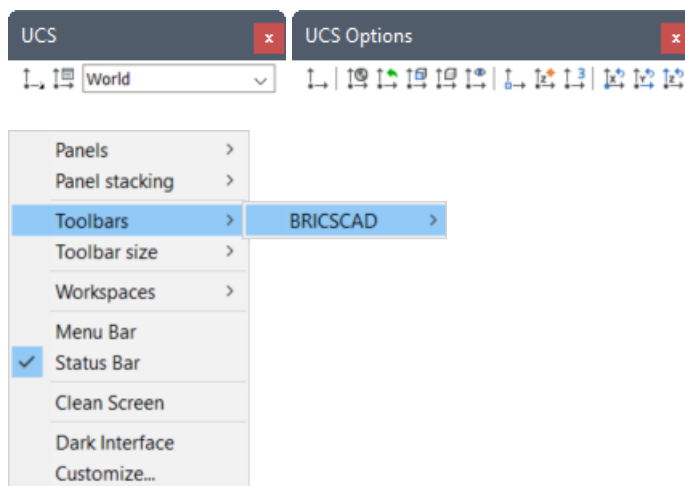 UCS x UCS Options x
World
Panels
Panel stacking
Toolbars BRICSCAD
Toolbar size
Workspaces
Menu Bar
Status Bar
Clean Screen
Dark Interface
Customize...